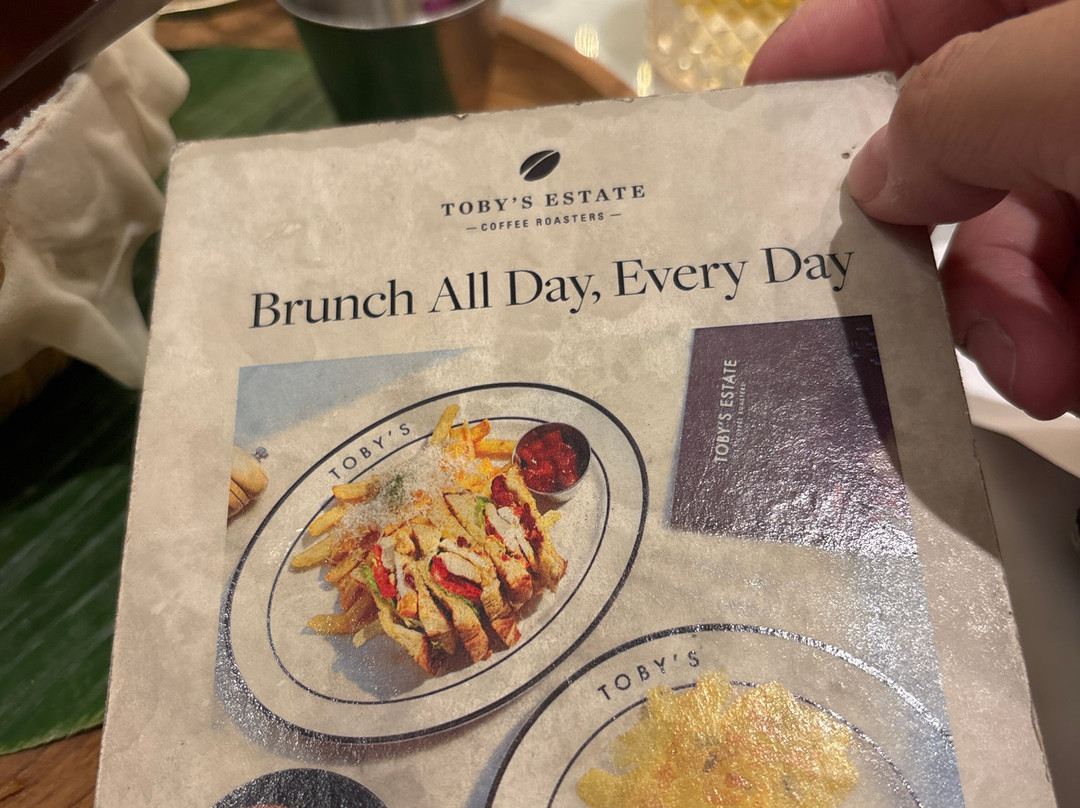 TOBY'S ESTATE
—COFFEE ROASTERS—
Brunch All Day, Every Day
TOBY'S
TOBY'S ESTATE
TOBY'S